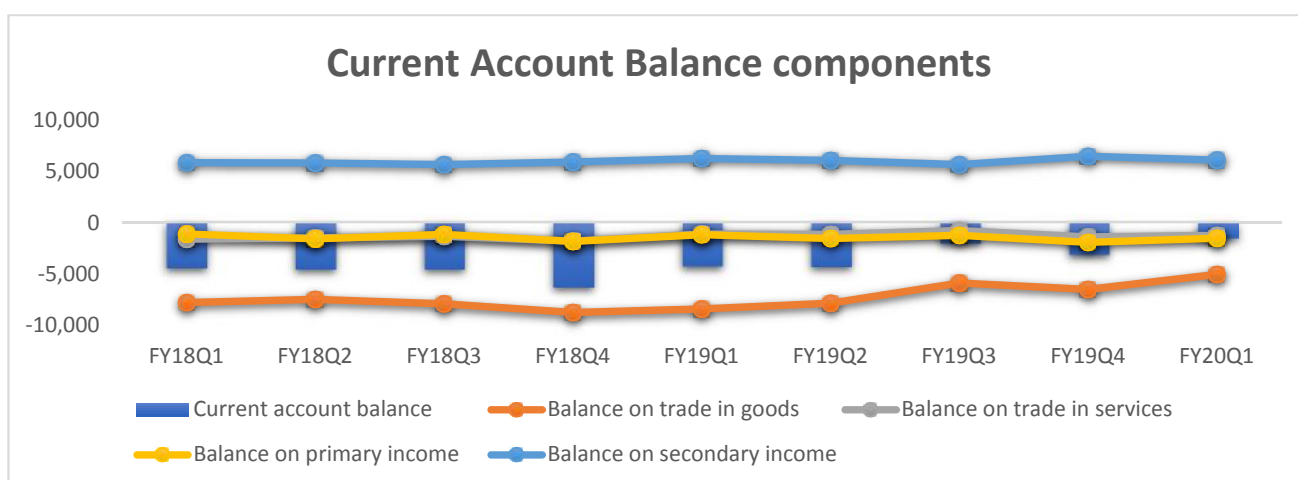 Current Account Balance components
10,000
5,000
0
-5,000
-10,000
FY18Q1 FY18Q2 FY18Q3 FY18Q4 FY19Q1 FY19Q2 FY19Q3 FY19Q4 FY20Q1
Current account balance Balance on trade in goods Balance on trade in services
Balance on primary income Balance on secondary income